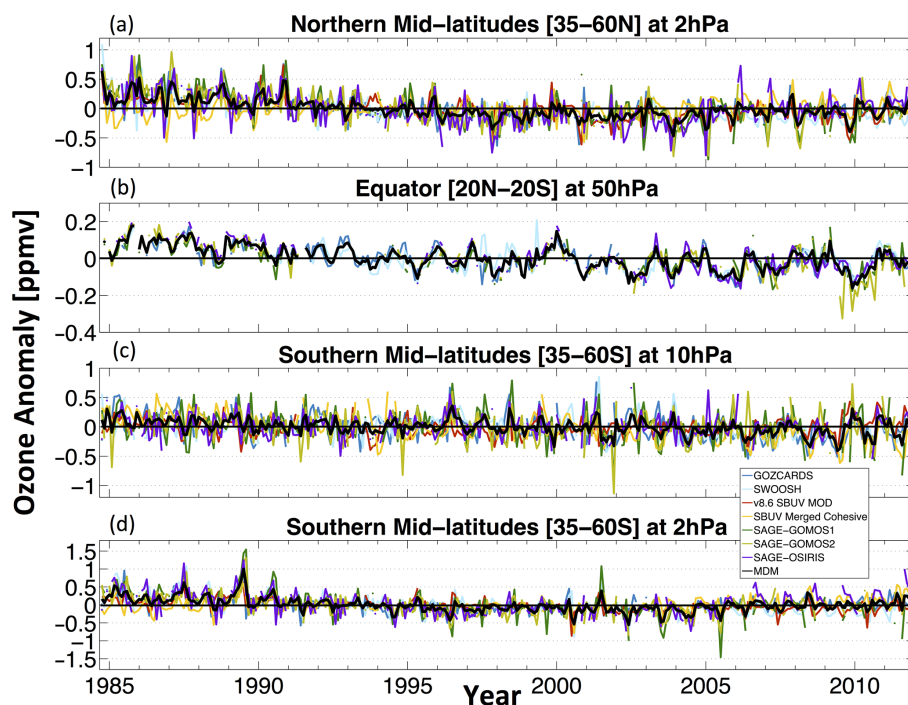 (a) Northern Mid−latitudes [35−60N] at 2hPa
1
0.5
0
−0.5
−1
(b) Equator [20N−20S] at 50hPa
0.2
0
−0.2
−0.4
(c) Southern Mid−latitudes [35−60S] at 10hPa
1
0.5
0
−0.5
−1
GOZCARDS
SWOOSH
v8.6 SBUV MOD
SBUV Merged Cohesive
SAGE−GOMOS1
SAGE−GOMOS2
SAGE−OSIRIS
MDM
(d) Southern Mid−latitudes [35−60S] at 2hPa
1.5
1
0.5
0
−0.5
−1
−1.5
1985 1990 1995 2000 2005 2010
Year
Ozone Anomaly [ppmv]